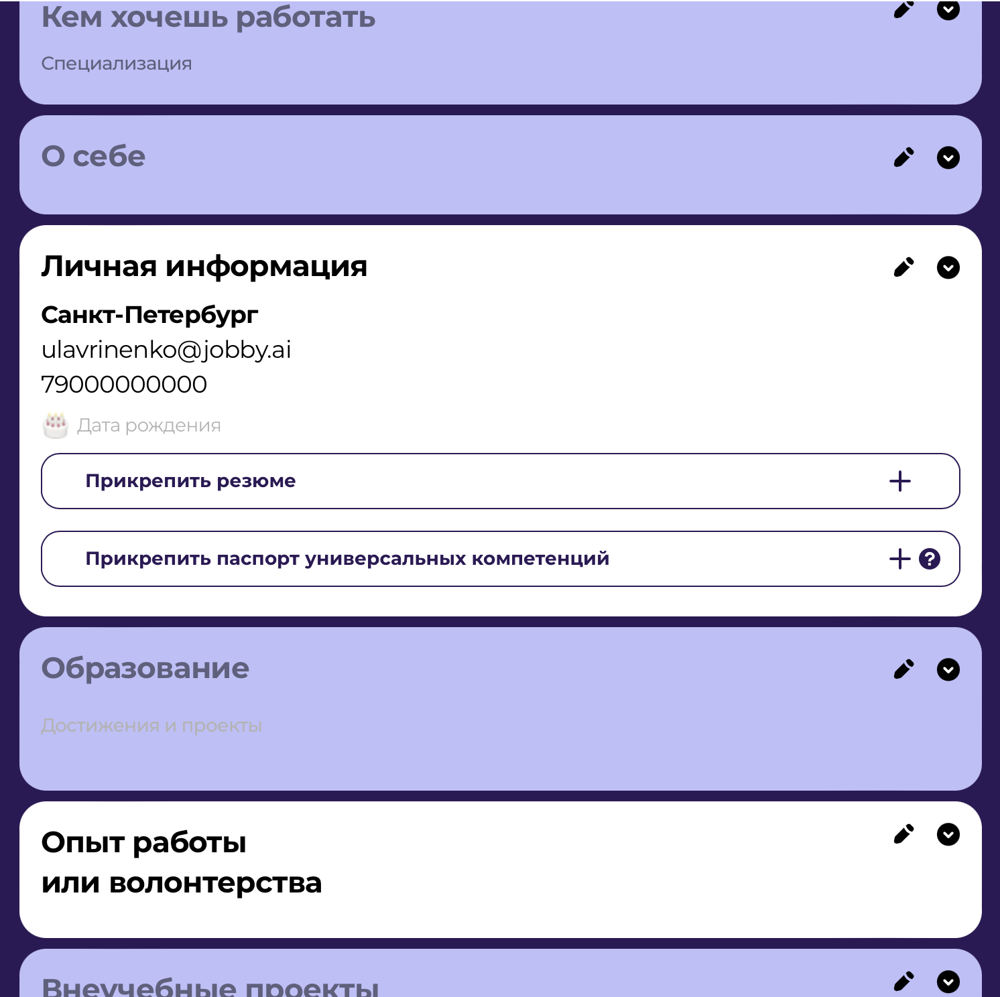 Кем хочешь работать
Специализация
О себе
Личная информация
Санкт-Петербург
ulavrinenko@jobby.ai
79000000000
Дата рождения
Прикрепить резюме
Прикрепить паспорт универсальных компетенций
Образование
Достижения и проекты
Опыт работы
или волонтерства
Внеучебные проекты